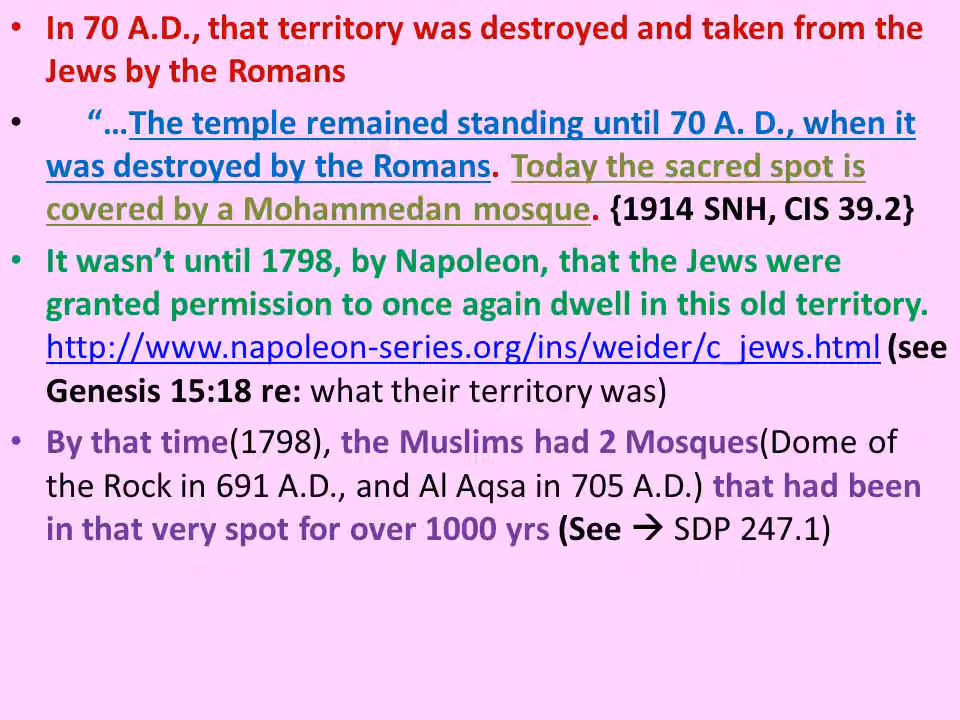 • In 70 A.D., that territory was destroyed and taken from the
Jews by the Romans
• “…The temple remained standing until 70 A. D., when it
was destroyed by the Romans. Today the sacred spot is
covered by a Mohammedan mosque. {1914 SNH, CIS 39.2}
• It wasn’t until 1798, by Napoleon, that the Jews were
granted permission to once again dwell in this old territory.
http://www.napoleon-series.org/ins/weider/c_jews.html (see
Genesis 15:18 re: what their territory was)
• By that time(1798), the Muslims had 2 Mosques(Dome of
the Rock in 691 A.D., and Al Aqsa in 705 A.D.) that had been
in that very spot for over 1000 yrs (See → SDP 247.1)